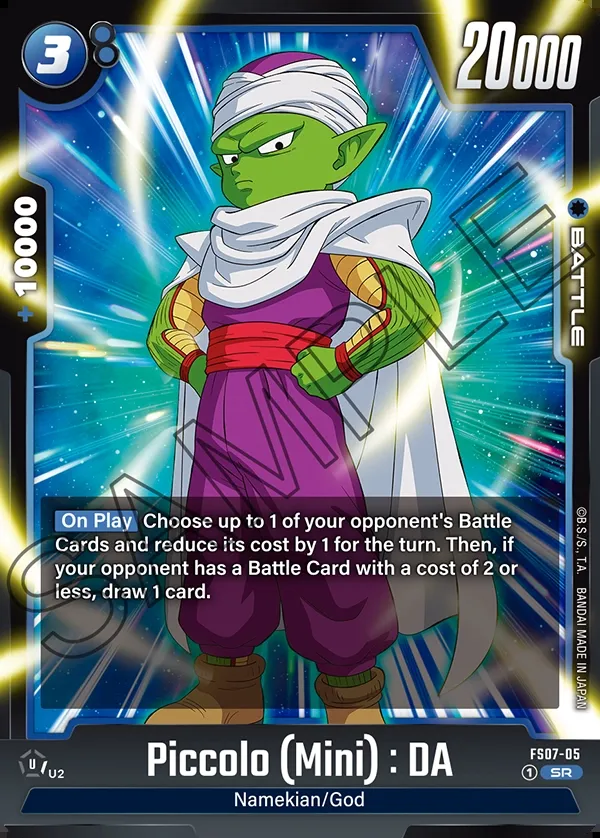 3
8
20000
+10000
BATTLE
SAMPLE
On Play Choose up to 1 of your opponent's Battle
Cards and reduce its cost by 1 for the turn. Then, if
your opponent has a Battle Card with a cost of 2 or
less, draw 1 card.
©B.S./S., T.A. BANDAI MADE IN JAPAN
U/U2
Piccolo (Mini) : DA
FS07-05
1 SR
Namekian/God